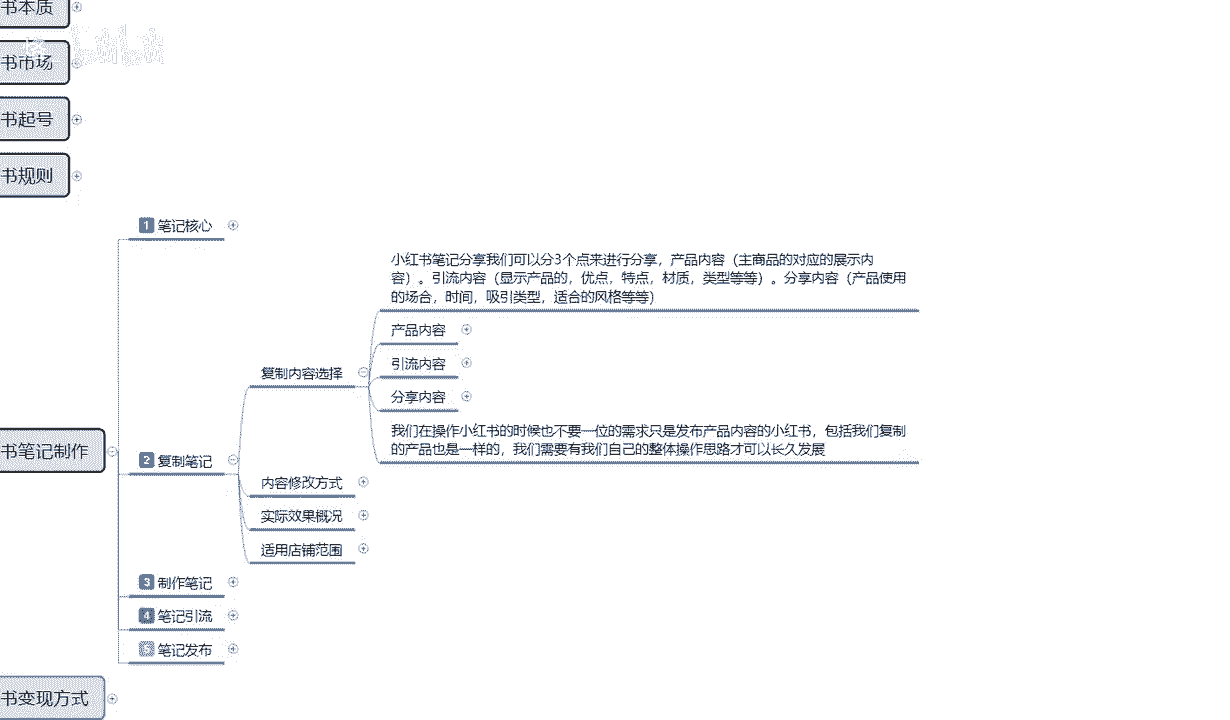 书本质
书市场
书起号
书规则
1 笔记核心
小红书笔记分享我们可以分3个点来进行分享，产品内容（主商品的对应的展示内
容）。引流内容（显示产品的，优点，特点，材质，类型等等）。分享内容（产品使用
的场合，时间，吸引类型，适合的风格等等）
产品内容
复制内容选择
引流内容
分享内容
我们在操作小红书的时候也不要一位的需求只是发布产品内容的小红书，包括我们复制
的产品也是一样的，我们需要有我们自己的整体操作思路才可以长久发展
书笔记制作
2 复制笔记
内容修改方式
实际效果概况
适用店铺范围
3 制作笔记
4 笔记引流
5 笔记发布
书变现方式